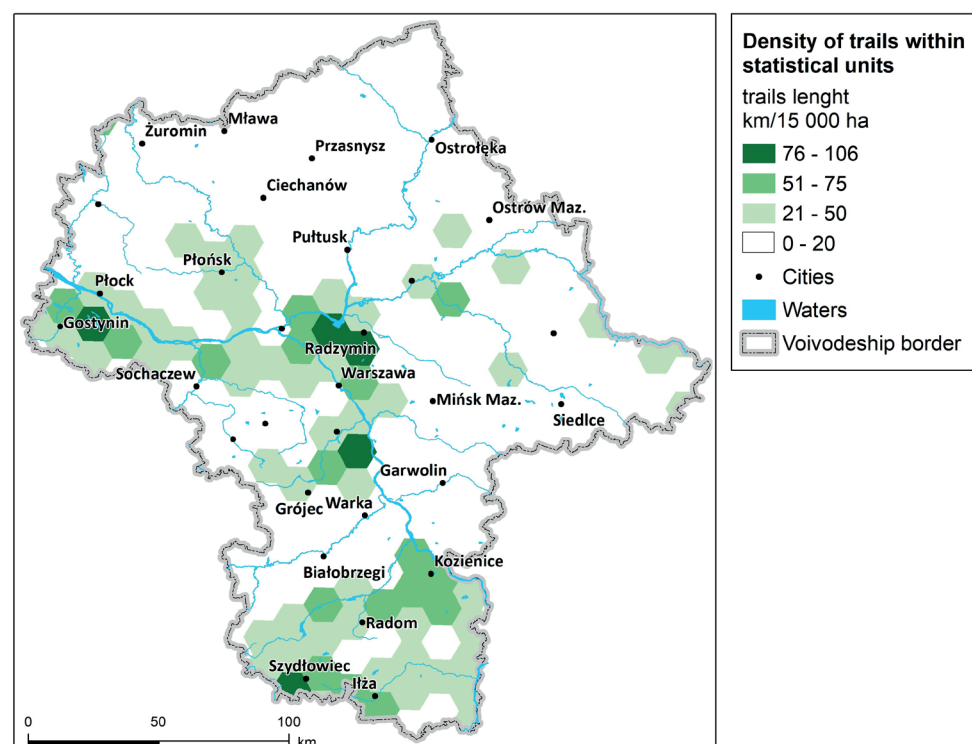 Density of trails within
statistical units
trails lenght
km/15 000 ha
76 - 106
51 - 75
21 - 50
0 - 20
Cities
Waters
Voivodeship border
Mława
Żuromin
Przasnysz
Ostrołęka
Ciechanów
Ostrów Maz.
Pułtusk
Płońsk
Płock
Gostynin
Radzymin
Sochaczew
Warszawa
Mińsk Maz.
Siedlce
Garwolin
Grójec
Warka
Białobrzegi
Kozienice
Radom
Szydłowiec
Iłża
0 50 100
km